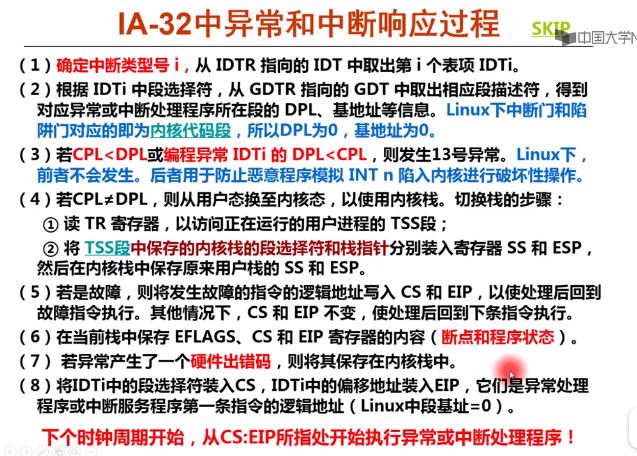 IA-32中异常和中断响应过程
SKIP
中国大学
（1）确定中断类型号 i，从 IDTR 指向的 IDT 中取出第 i 个表项 IDTi。
（2）根据 IDTi 中段选择符，从 GDTR 指向的 GDT 中取出相应段描述符，得到
对应异常或中断处理程序所在段的 DPL、基地址等信息。Linux下中断门和陷
阱门对应的即为内核代码段，所以DPL为0，基地址为0。
（3）若CPL<DPL或编程异常 IDTi 的 DPL<CPL，则发生13号异常。Linux下，
前者不会发生。后者用于防止恶意程序模拟 INT n 陷入内核进行破坏性操作。
（4）若CPL≠DPL，则从用户态换至内核态，以使用内核栈。切换栈的步骤：
① 读 TR 寄存器，以访问正在运行的用户进程的 TSS段；
② 将 TSS段中保存的内核栈的段选择符和栈指针分别装入寄存器 SS 和 ESP，
然后在内核栈中保存原来用户栈的 SS 和 ESP。
（5）若是故障，则将发生故障的指令的逻辑地址写入 CS 和 EIP，以使处理后回到
故障指令执行。其他情况下，CS 和 EIP 不变，使处理后回到下条指令执行。
（6）在当前栈中保存 EFLAGS、CS 和 EIP 寄存器的内容（断点和程序状态）。
（7） 若异常产生了一个硬件出错码，则将其保存在内核栈中。
（8）将IDTi中的段选择符装入CS，IDTi中的偏移地址装入EIP，它们是异常处理
程序或中断服务程序第一条指令的逻辑地址（Linux中段基址=0）。
下个时钟周期开始，从CS:EIP所指处开始执行异常或中断处理程序！